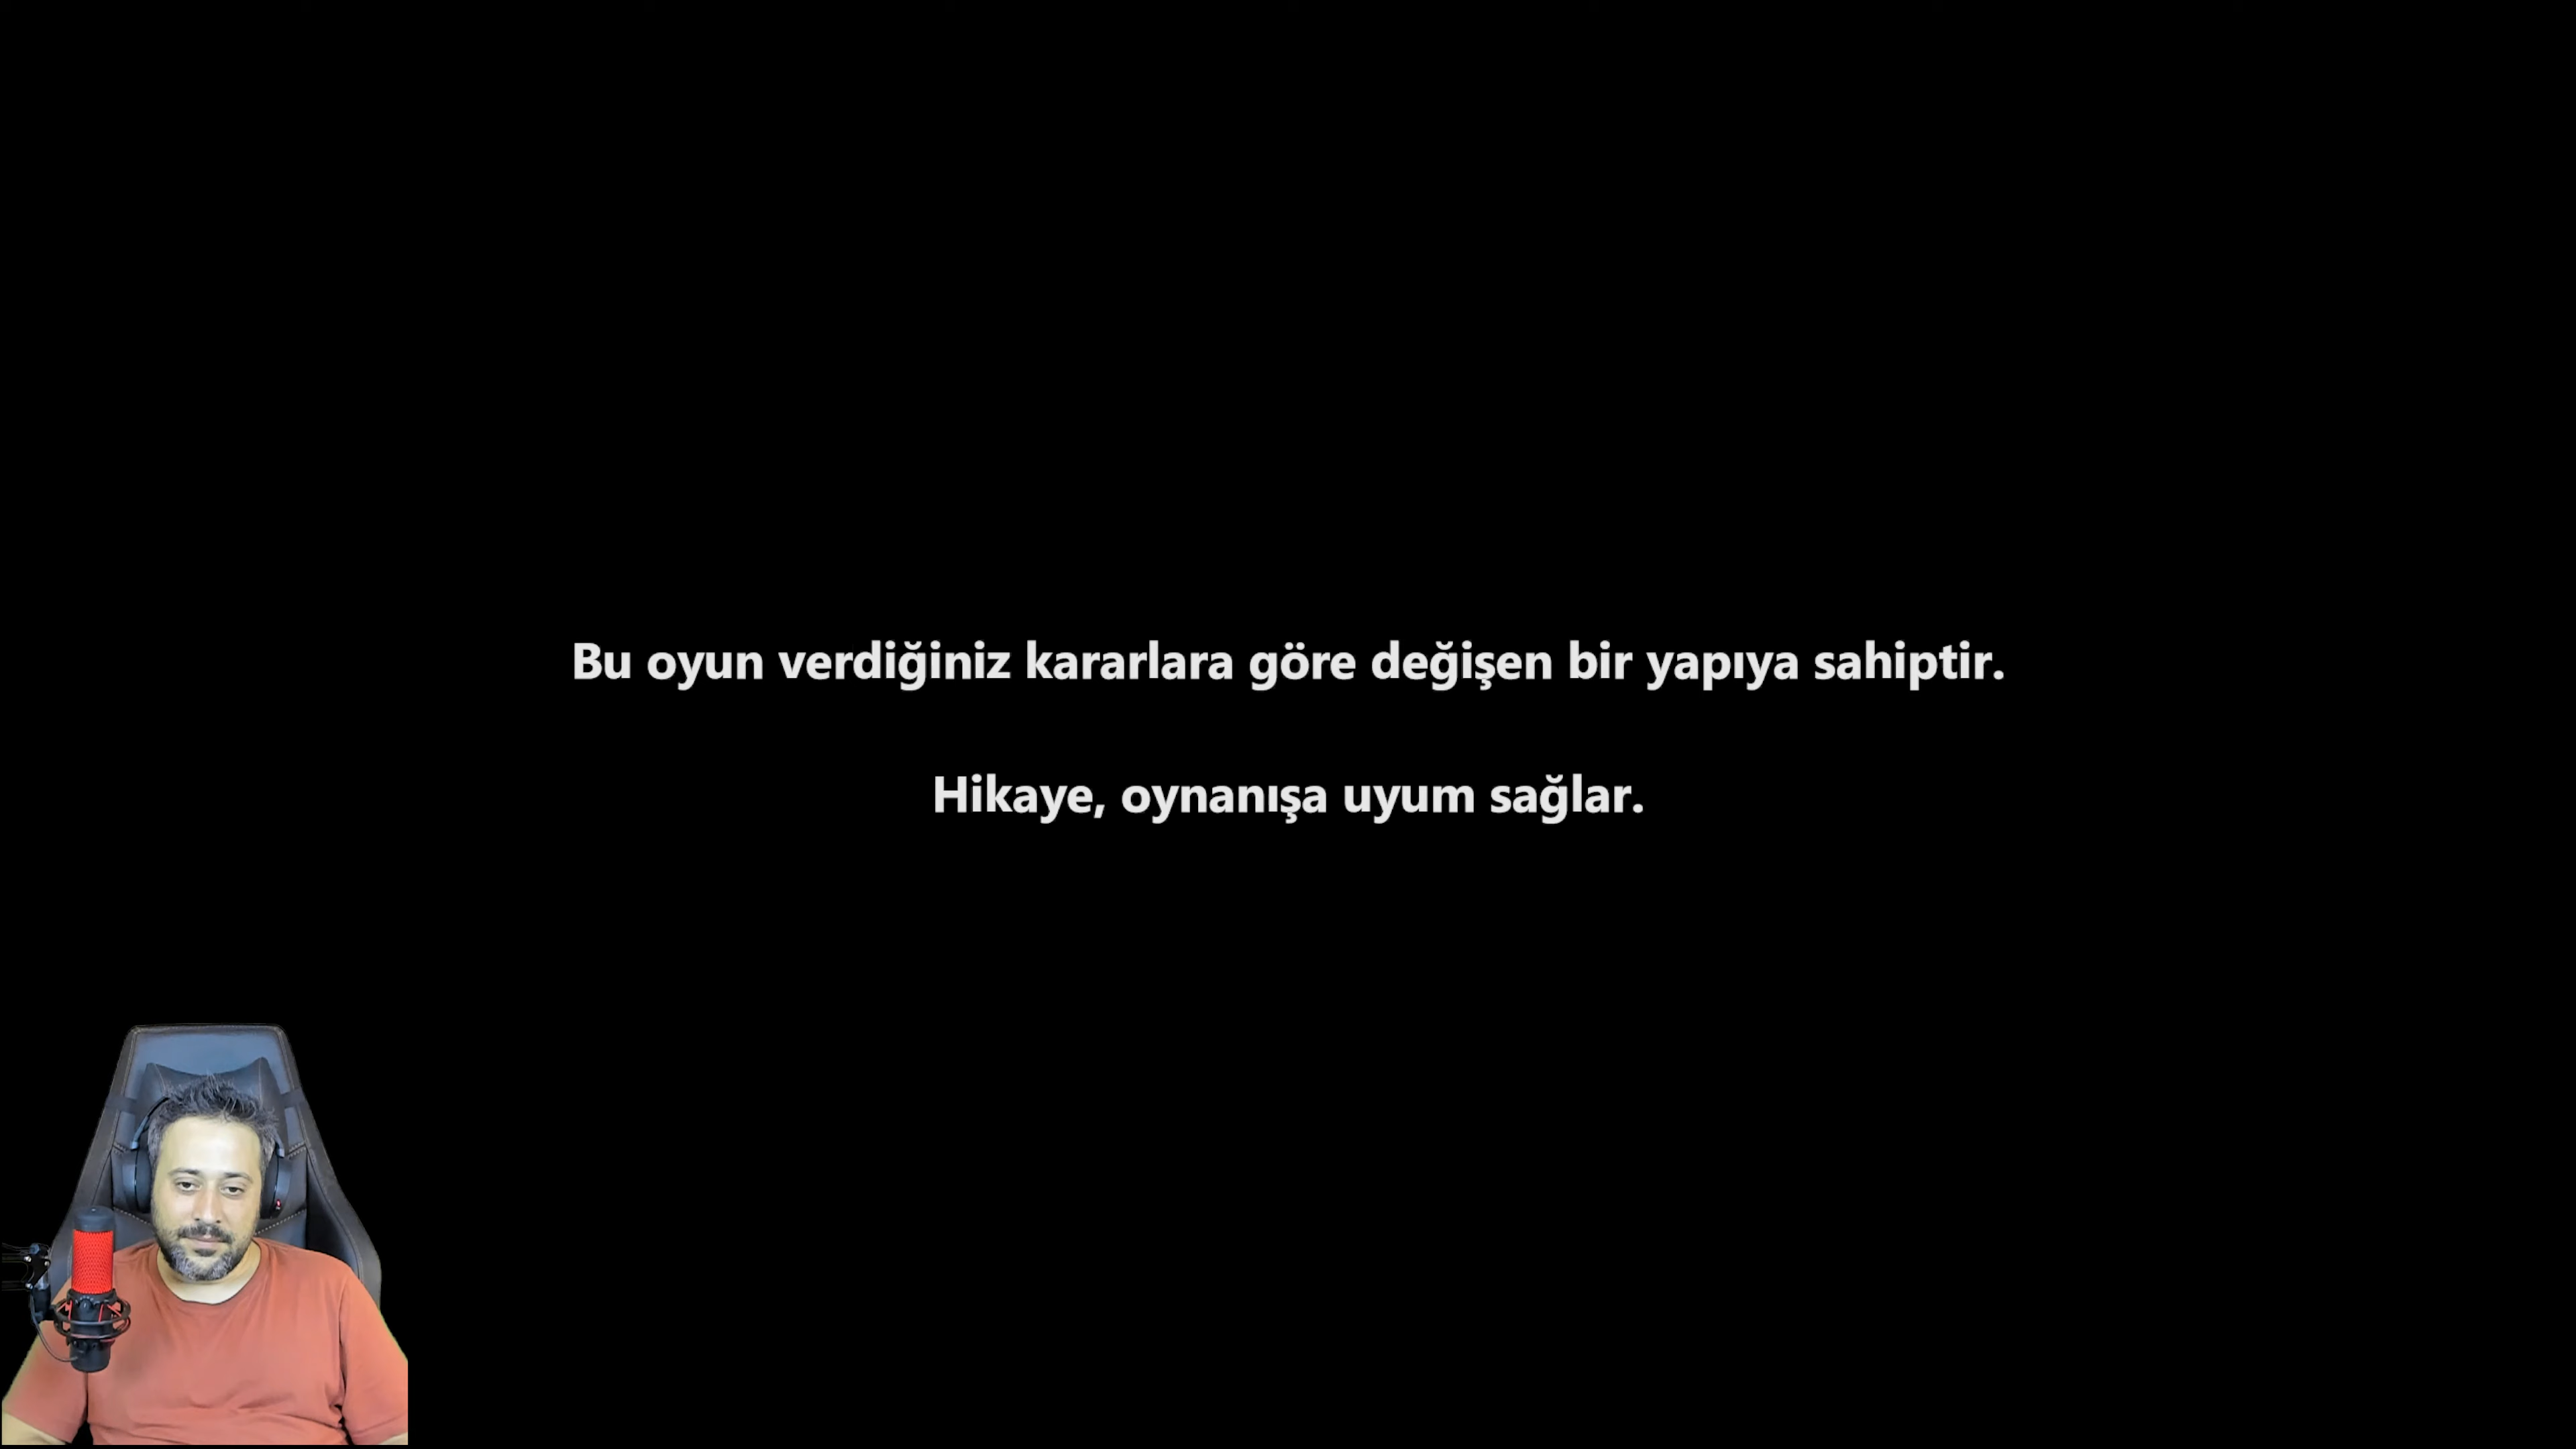 Bu oyun verdiğiniz kararlara göre değişen bir yapıya sahiptir.
Hikaye, oynanışa uyum sağlar.